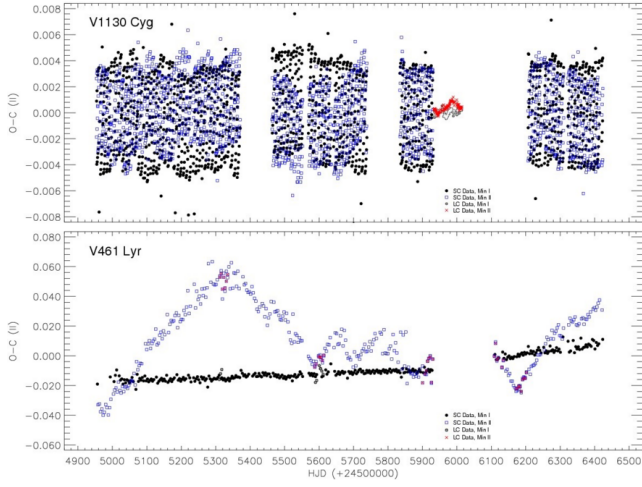 V1130 Cyg
0.008
0.006
0.004
0.002
0.000
−0.002
−0.004
−0.006
−0.008
O−C (II)
SC Data, Min I
SC Data, Min II
LC Data, Min I
LC Data, Min II
V461 Lyr
0.080
0.060
0.040
0.020
0.000
−0.020
−0.040
−0.060
O−C (II)
SC Data, Min I
SC Data, Min II
LC Data, Min I
LC Data, Min II
4900 5000 5100 5200 5300 5400 5500 5600 5700 5800 5900 6000 6100 6200 6300 6400 6500
HJD (+24500000)